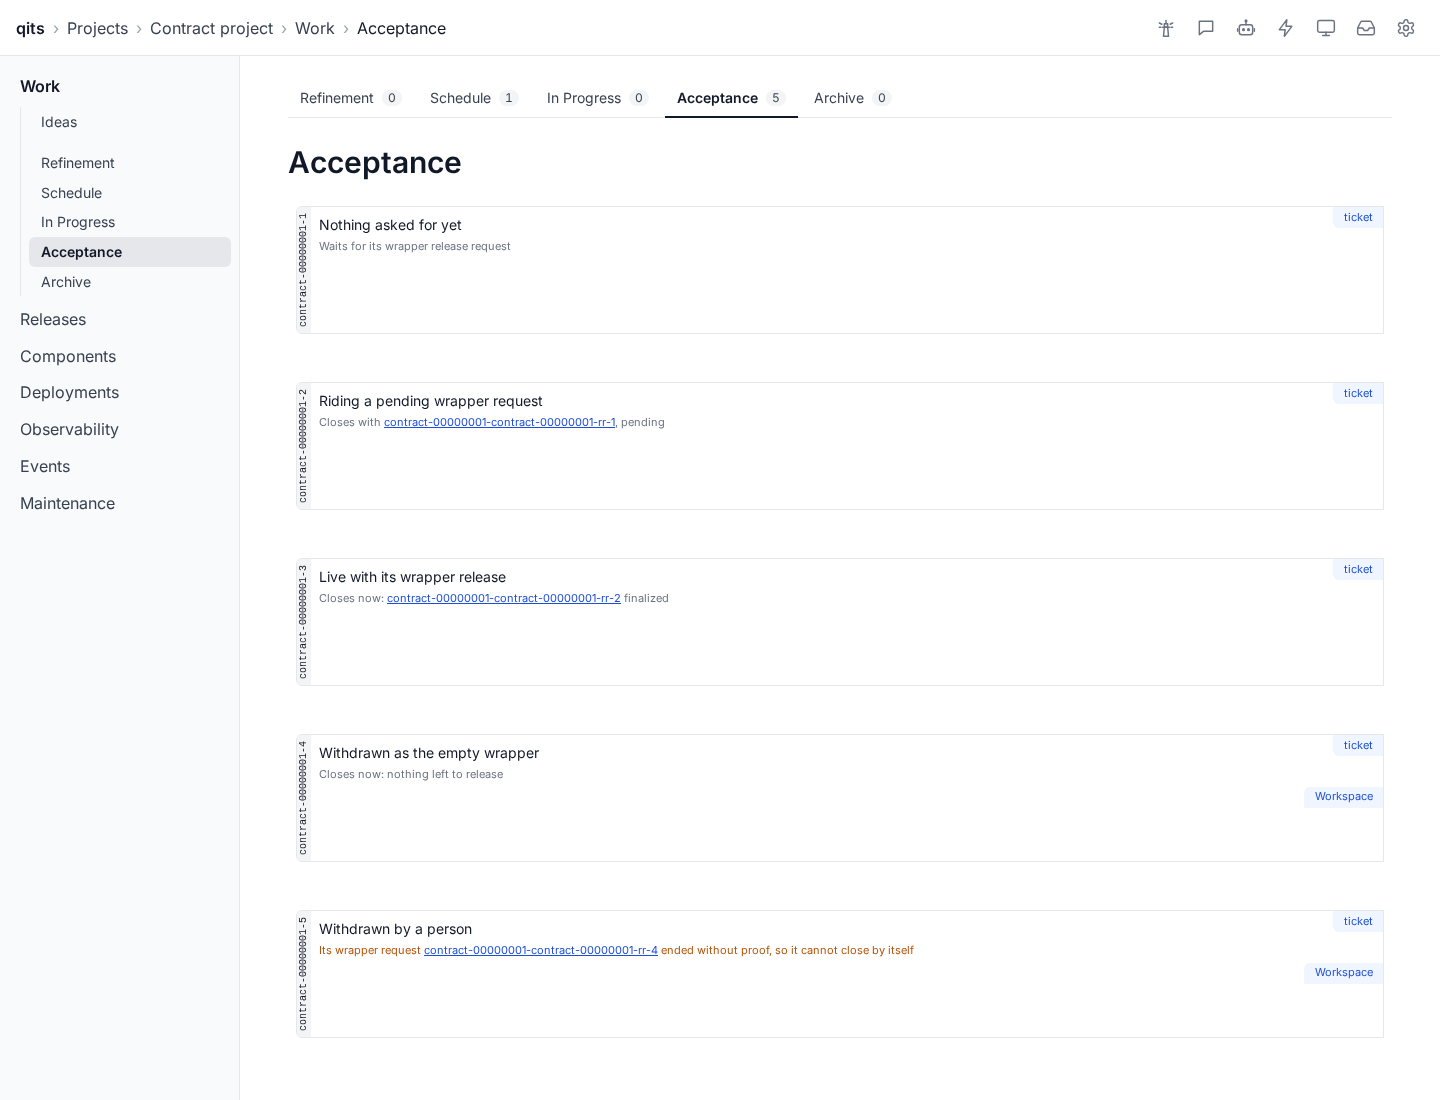 qits › Projects › Contract project › Work › Acceptance
Work
Ideas
Refinement
Schedule
In Progress
Acceptance
Archive
Releases
Components
Deployments
Observability
Events
Maintenance
Refinement 0 Schedule 1 In Progress 0 Acceptance 5 Archive 0
Acceptance
contract-00000001-1
Nothing asked for yet
ticket
Waits for its wrapper release request
contract-00000001-2
Riding a pending wrapper request
ticket
Closes with contract-00000001-contract-00000001-rr-1, pending
contract-00000001-3
Live with its wrapper release
ticket
Closes now: contract-00000001-contract-00000001-rr-2 finalized
contract-00000001-4
Withdrawn as the empty wrapper
ticket
Closes now: nothing left to release
Workspace
contract-00000001-5
Withdrawn by a person
ticket
Its wrapper request contract-00000001-contract-00000001-rr-4 ended without proof, so it cannot close by itself
Workspace